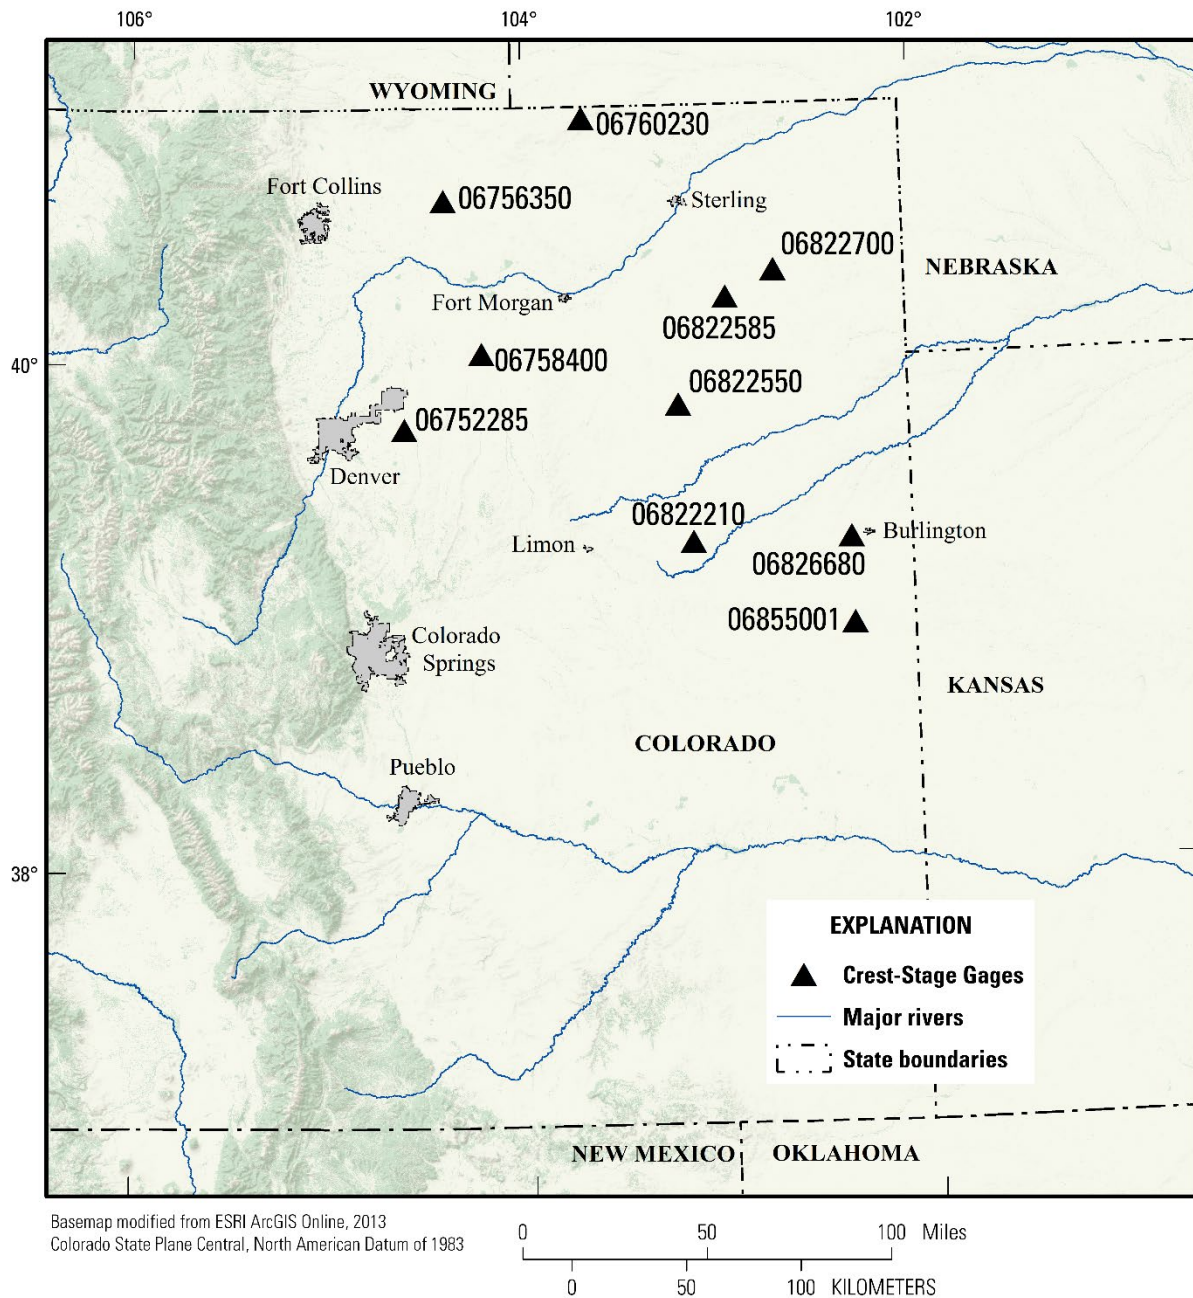 106°
104°
102°
WYOMING
06760230
Fort Collins
06756350
Sterling
06822700
NEBRASKA
Fort Morgan
06822585
40°
06758400
06822550
06752285
Denver
06822210
Limon
Burlington
06826680
06855001
Colorado
Springs
KANSAS
COLORADO
Pueblo
38°
EXPLANATION
Crest-Stage Gages
Major rivers
State boundaries
NEW MEXICO
OKLAHOMA
Basemap modified from ESRI ArcGIS Online, 2013
Colorado State Plane Central, North American Datum of 1983
0 50 100 Miles
0 50 100 KILOMETERS